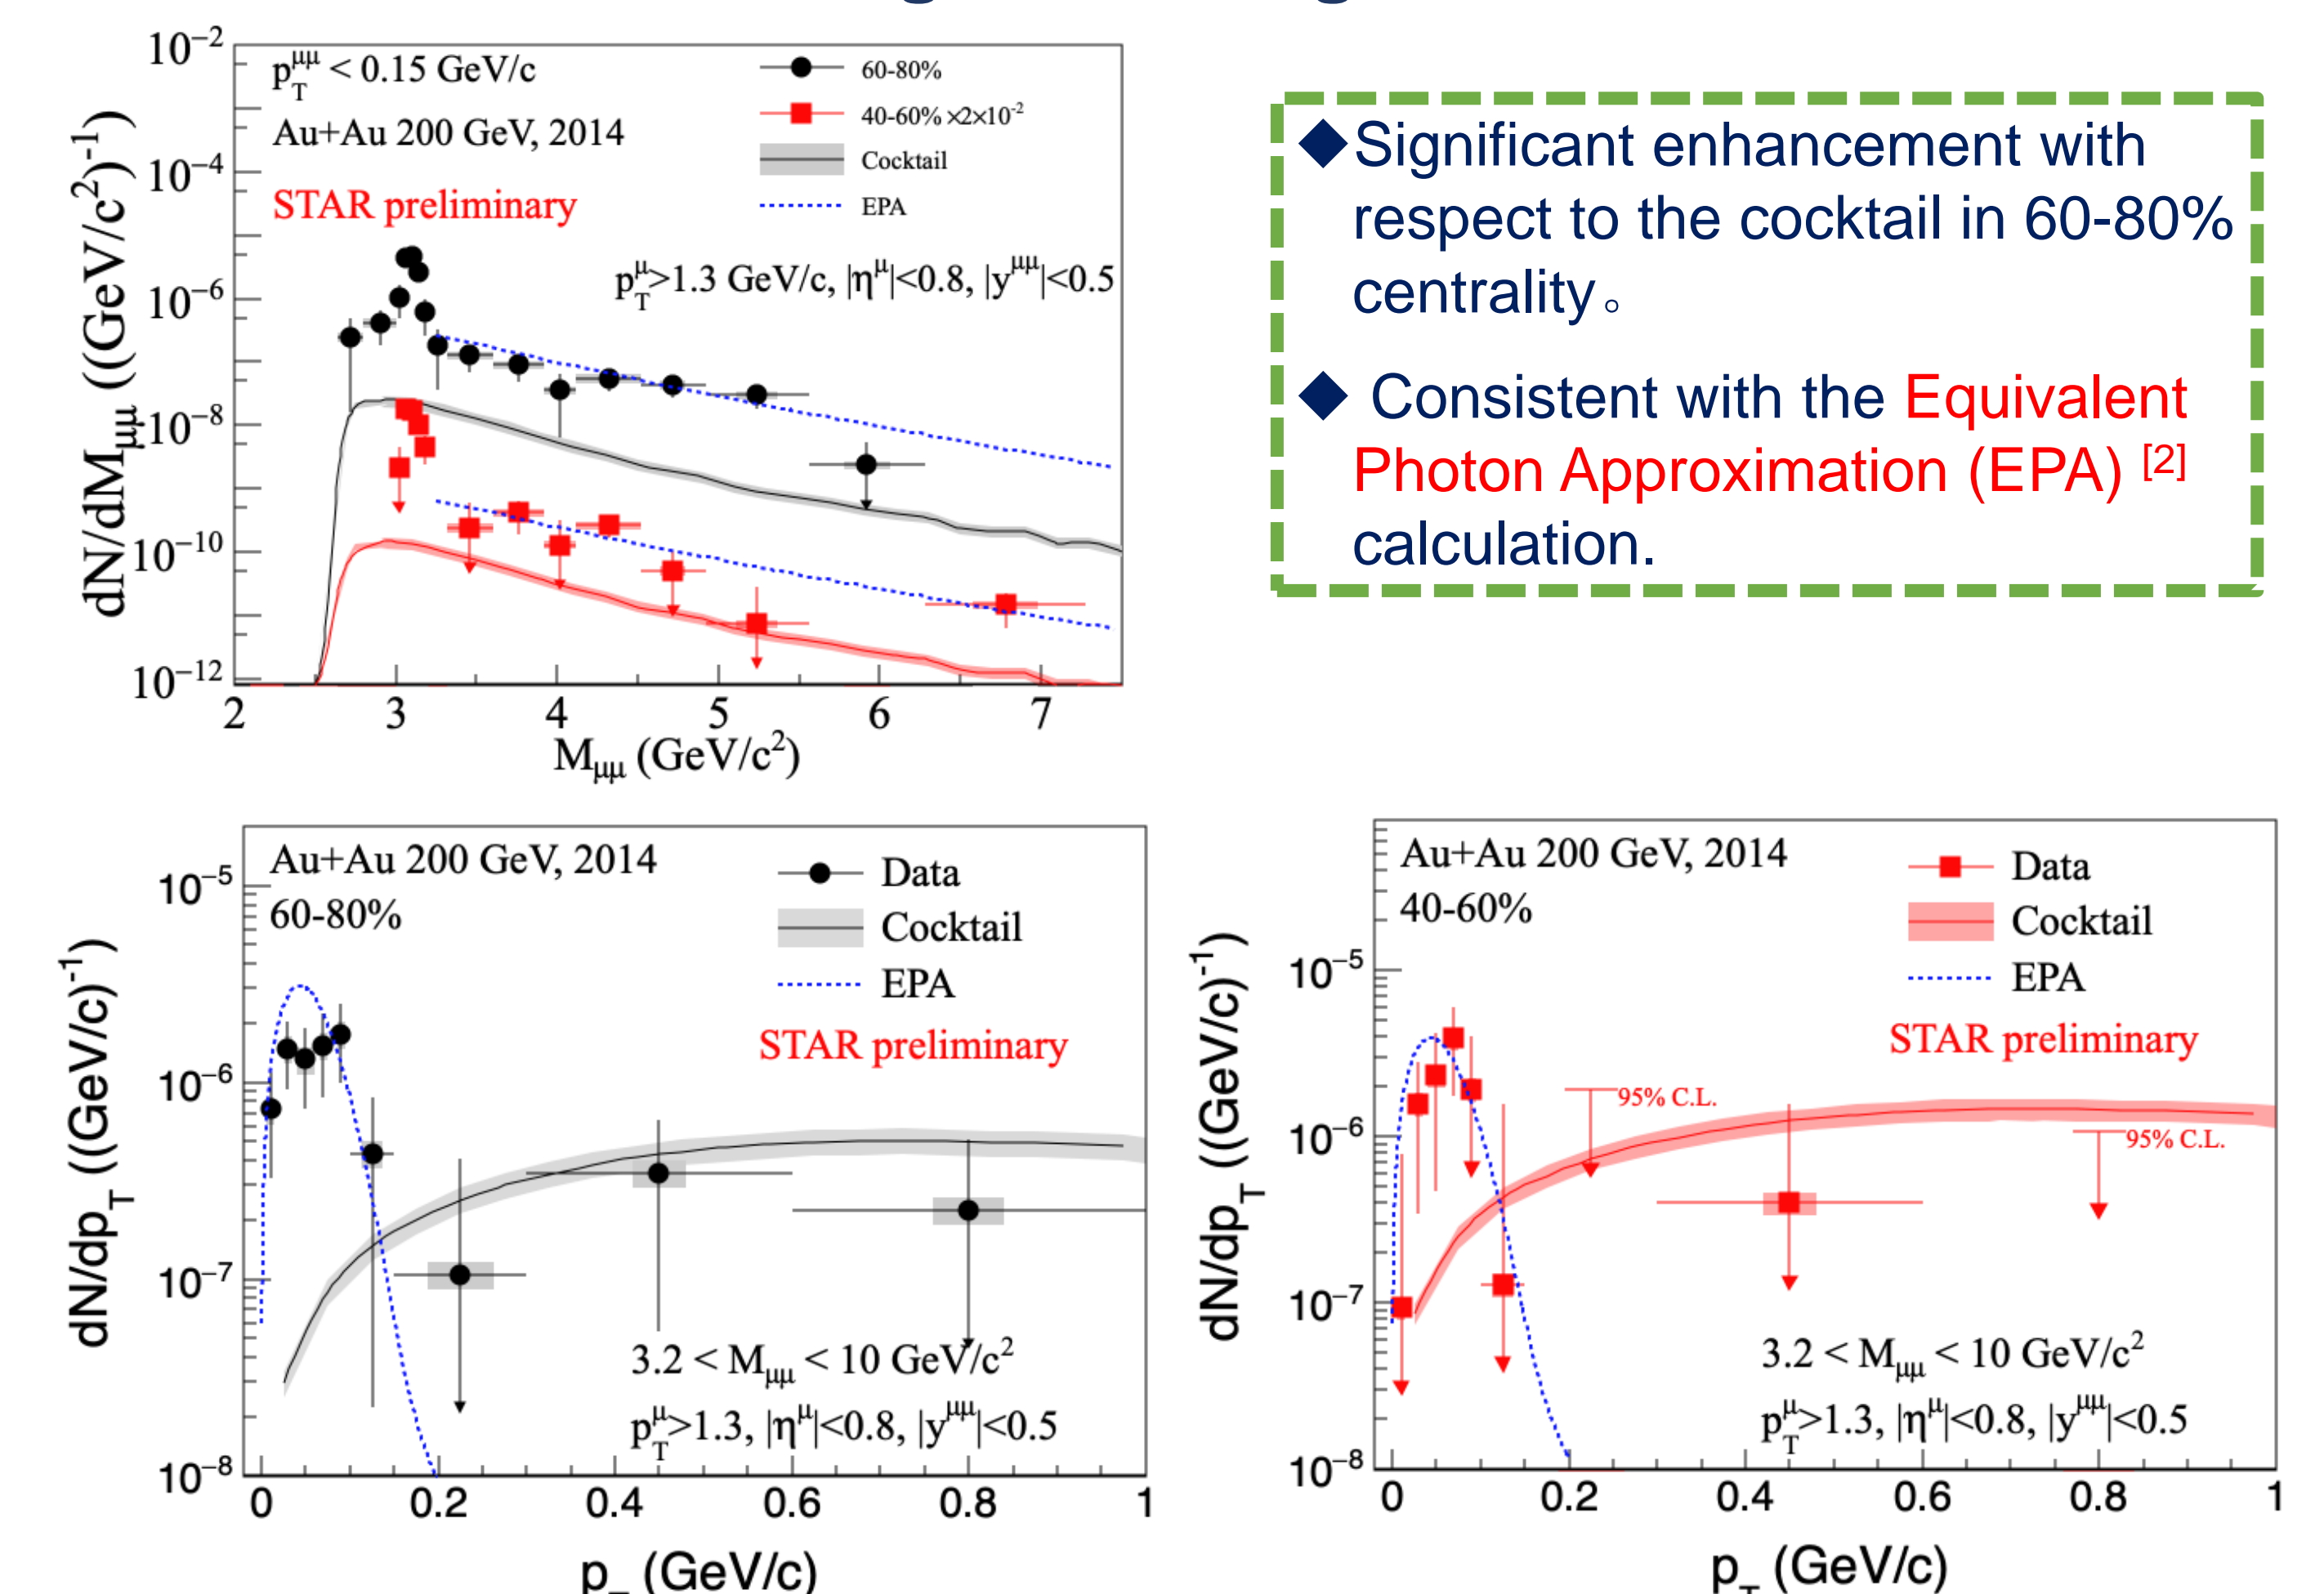 10⁻²
10⁻⁴
10⁻⁶
10⁻⁸
10⁻¹⁰
10⁻¹²
dN/dM_μμ ((GeV/c²)⁻¹)
p_T^μμ < 0.15 GeV/c
Au+Au 200 GeV, 2014
STAR preliminary
60-80%
40-60% ×2×10⁻²
Cocktail
EPA
p_T^μ>1.3 GeV/c, |η^μ|<0.8, |y^μμ|<0.5
2 3 4 5 6 7
M_μμ (GeV/c²)
◆Significant enhancement with
respect to the cocktail in 60-80%
centrality。
◆ Consistent with the Equivalent
Photon Approximation (EPA) [2]
calculation.
10⁻⁵
10⁻⁶
10⁻⁷
10⁻⁸
dN/dp_T ((GeV/c)⁻¹)
Au+Au 200 GeV, 2014
60-80%
Data
Cocktail
EPA
STAR preliminary
3.2 < M_μμ < 10 GeV/c²
p_T^μ>1.3, |η^μ|<0.8, |y^μμ|<0.5
0 0.2 0.4 0.6 0.8 1
p_T (GeV/c)
10⁻⁵
10⁻⁶
10⁻⁷
10⁻⁸
dN/dp_T ((GeV/c)⁻¹)
Au+Au 200 GeV, 2014
40-60%
Data
Cocktail
EPA
STAR preliminary
95% C.L.
95% C.L.
3.2 < M_μμ < 10 GeV/c²
p_T^μ>1.3, |η^μ|<0.8, |y^μμ|<0.5
0 0.2 0.4 0.6 0.8 1
p_T (GeV/c)